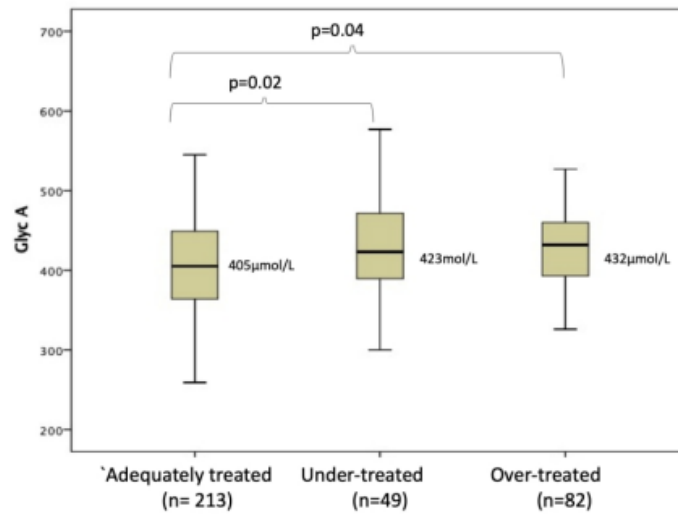 700
p=0.04
p=0.02
600
500
400
300
200
Glyc A
405µmol/L
423mol/L
432µmol/L
`Adequately treated
(n= 213)
Under-treated
(n=49)
Over-treated
(n=82)